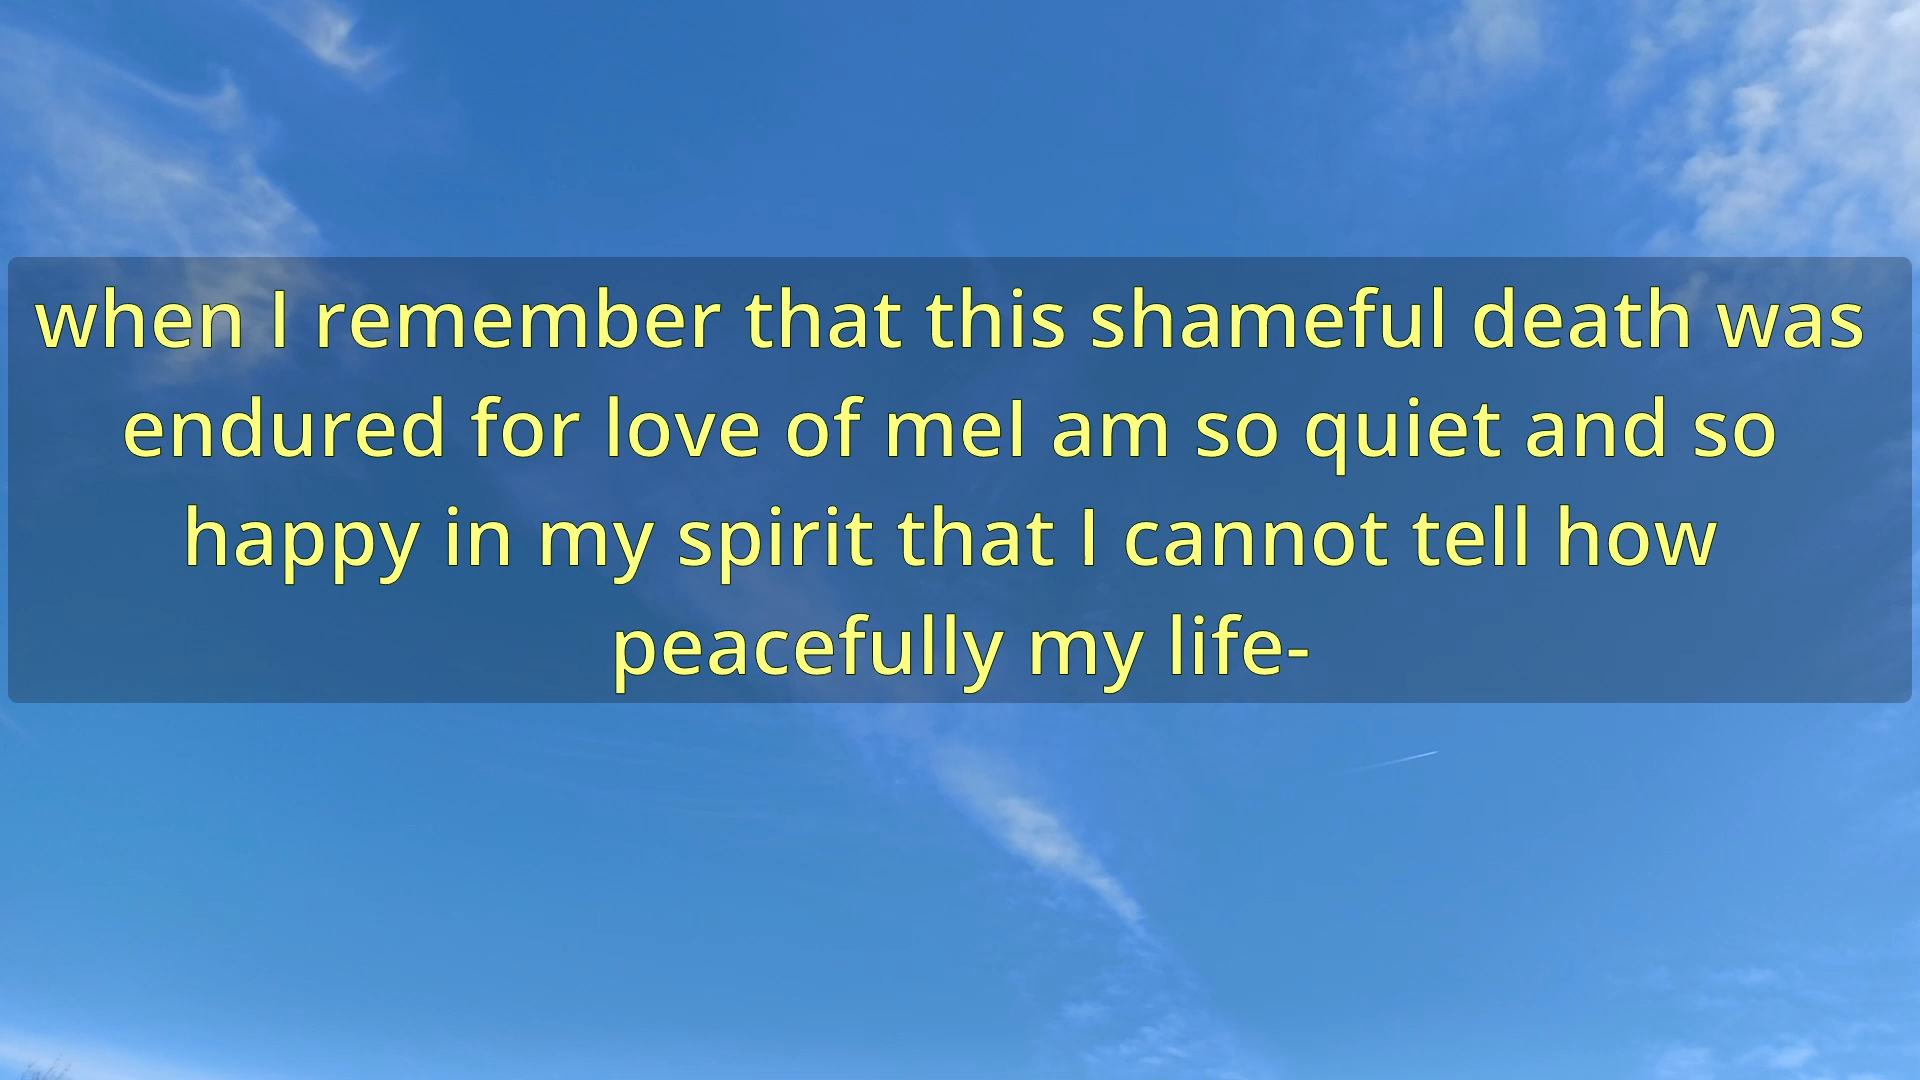 when I remember that this shameful death was
endured for love of meI am so quiet and so
happy in my spirit that I cannot tell how
peacefully my life-